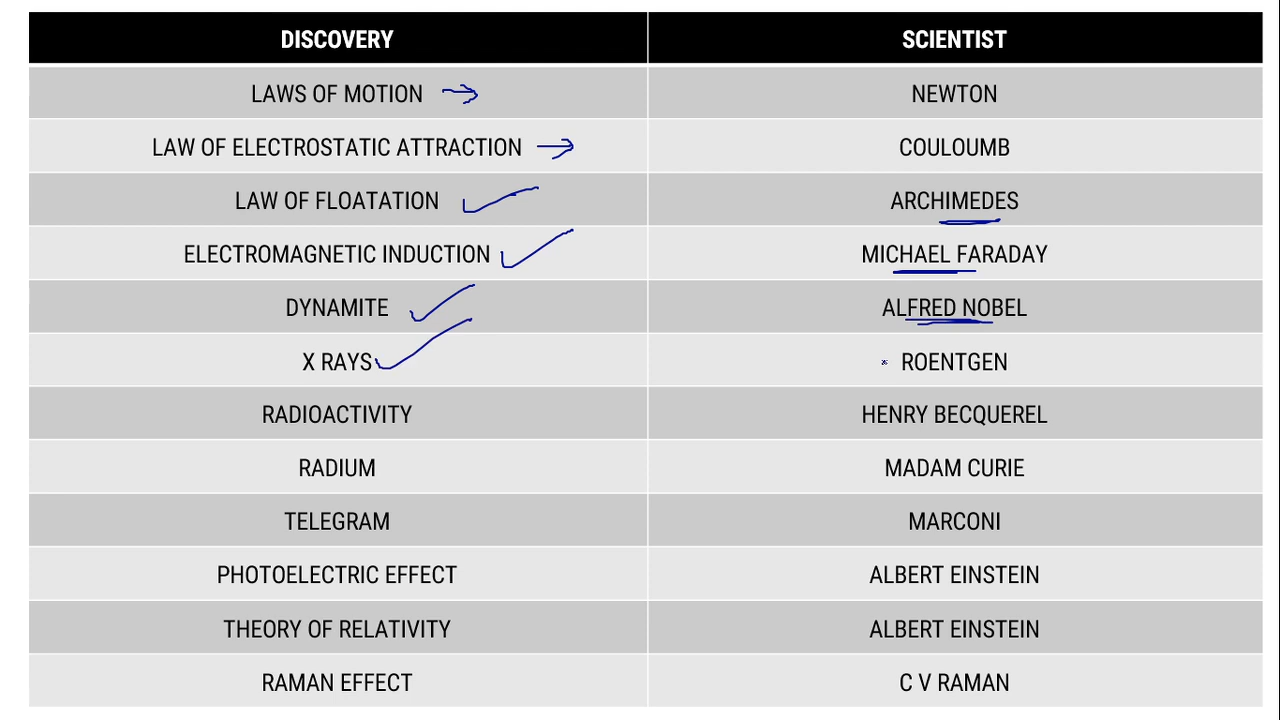 DISCOVERY SCIENTIST
LAWS OF MOTION NEWTON
LAW OF ELECTROSTATIC ATTRACTION COULOUMB
LAW OF FLOATATION ARCHIMEDES
ELECTROMAGNETIC INDUCTION MICHAEL FARADAY
DYNAMITE ALFRED NOBEL
X RAYS ROENTGEN
RADIOACTIVITY HENRY BECQUEREL
RADIUM MADAM CURIE
TELEGRAM MARCONI
PHOTOELECTRIC EFFECT ALBERT EINSTEIN
THEORY OF RELATIVITY ALBERT EINSTEIN
RAMAN EFFECT C V RAMAN